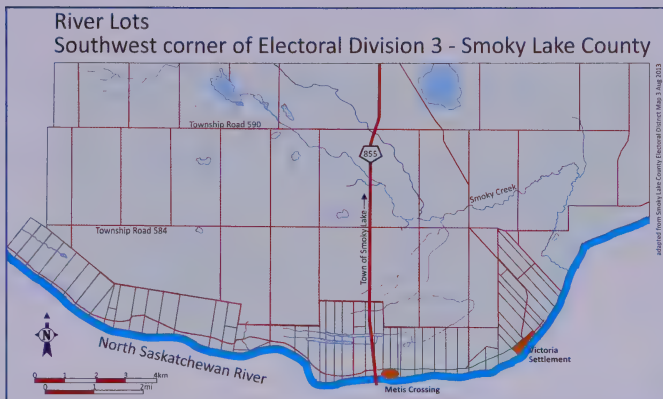 River Lots
Southwest corner of Electoral Division 3 - Smoky Lake County
Township Road 590
855
Smoky Creek
Town of Smoky Lake
Township Road 584
adapted from Smoky Lake County Electoral District Map 3 Aug 2013
N
North Saskatchewan River
Victoria
Settlement
Metis Crossing
0 1 2 3 4km
0 1 2mi